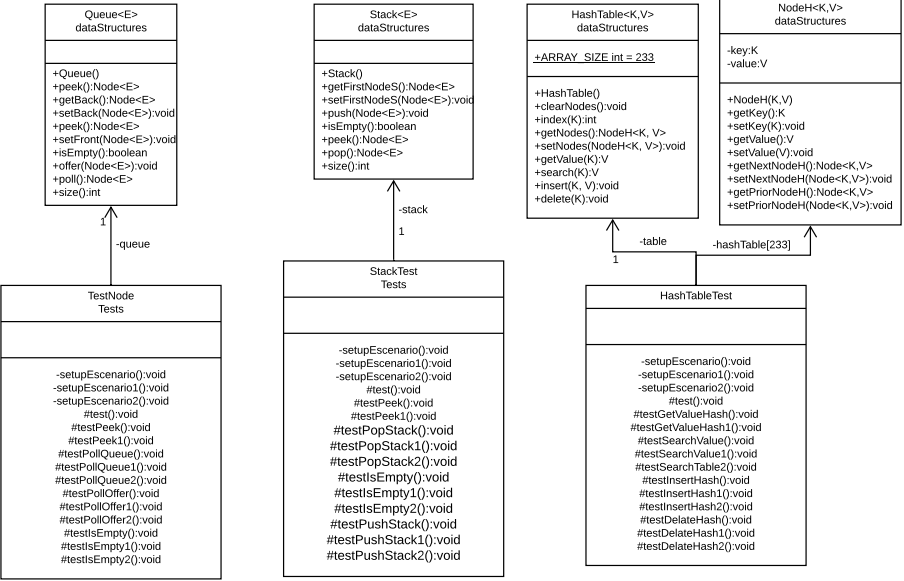 Queue<E>
dataStructures
+Queue()
+peek():Node<E>
+getBack():Node<E>
+setBack(Node<E>):void
+peek():Node<E>
+setFront(Node<E>):void
+isEmpty():boolean
+offer(Node<E>):void
+poll():Node<E>
+size():int
1
-queue
TestNode
Tests
-setupEscenario():void
-setupEscenario1():void
-setupEscenario2():void
#test():void
#testPeek():void
#testPeek1():void
#testPollQueue():void
#testPollQueue1():void
#testPollQueue2():void
#testPollOffer():void
#testPollOffer1():void
#testPollOffer2():void
#testIsEmpty():void
#testIsEmpty1():void
#testIsEmpty2():void
Stack<E>
dataStructures
+Stack()
+getFirstNodeS():Node<E>
+setFirstNodeS(Node<E>):void
+push(Node<E>):void
+isEmpty():boolean
+peek():Node<E>
+pop():Node<E>
+size():int
-stack
1
StackTest
Tests
-setupEscenario():void
-setupEscenario1():void
-setupEscenario2():void
#test():void
#testPeek():void
#testPeek1():void
#testPopStack():void
#testPopStack1():void
#testPopStack2():void
#testIsEmpty():void
#testIsEmpty1():void
#testIsEmpty2():void
#testPushStack():void
#testPushStack1():void
#testPushStack2():void
HashTable<K,V>
dataStructures
+ARRAY_SIZE int = 233
+HashTable()
+clearNodes():void
+index(K):int
+getNodes():NodeH<K, V>
+setNodes(NodeH<K, V>):void
+getValue(K):V
+search(K):V
+insert(K, V):void
+delete(K):void
NodeH<K,V>
dataStructures
-key:K
-value:V
+NodeH(K,V)
+getKey():K
+setKey(K):void
+getValue():V
+setValue(V):void
+getNextNodeH():Node<K,V>
+setNextNodeH(Node<K,V>):void
+getPriorNodeH():Node<K,V>
+setPriorNodeH(Node<K,V>):void
-table
1
-hashTable[233]
HashTableTest
-setupEscenario():void
-setupEscenario1():void
-setupEscenario2():void
#test():void
#testGetValueHash():void
#testGetValueHash1():void
#testSearchValue():void
#testSearchValue1():void
#testSearchTable2():void
#testInsertHash():void
#testInsertHash1():void
#testInsertHash2():void
#testDelateHash():void
#testDelateHash1():void
#testDelateHash2():void